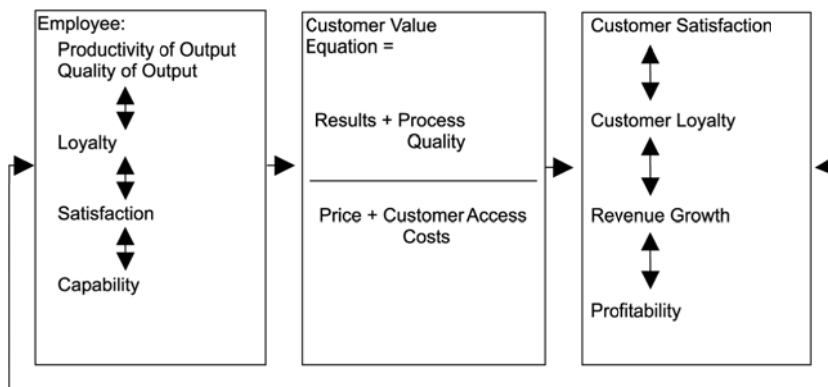 Employee:
Productivity of Output
Quality of Output
Loyalty
Satisfaction
Capability
Customer Value
Equation =
Results + Process
Quality
Price + Customer Access
Costs
Customer Satisfaction
Customer Loyalty
Revenue Growth
Profitability